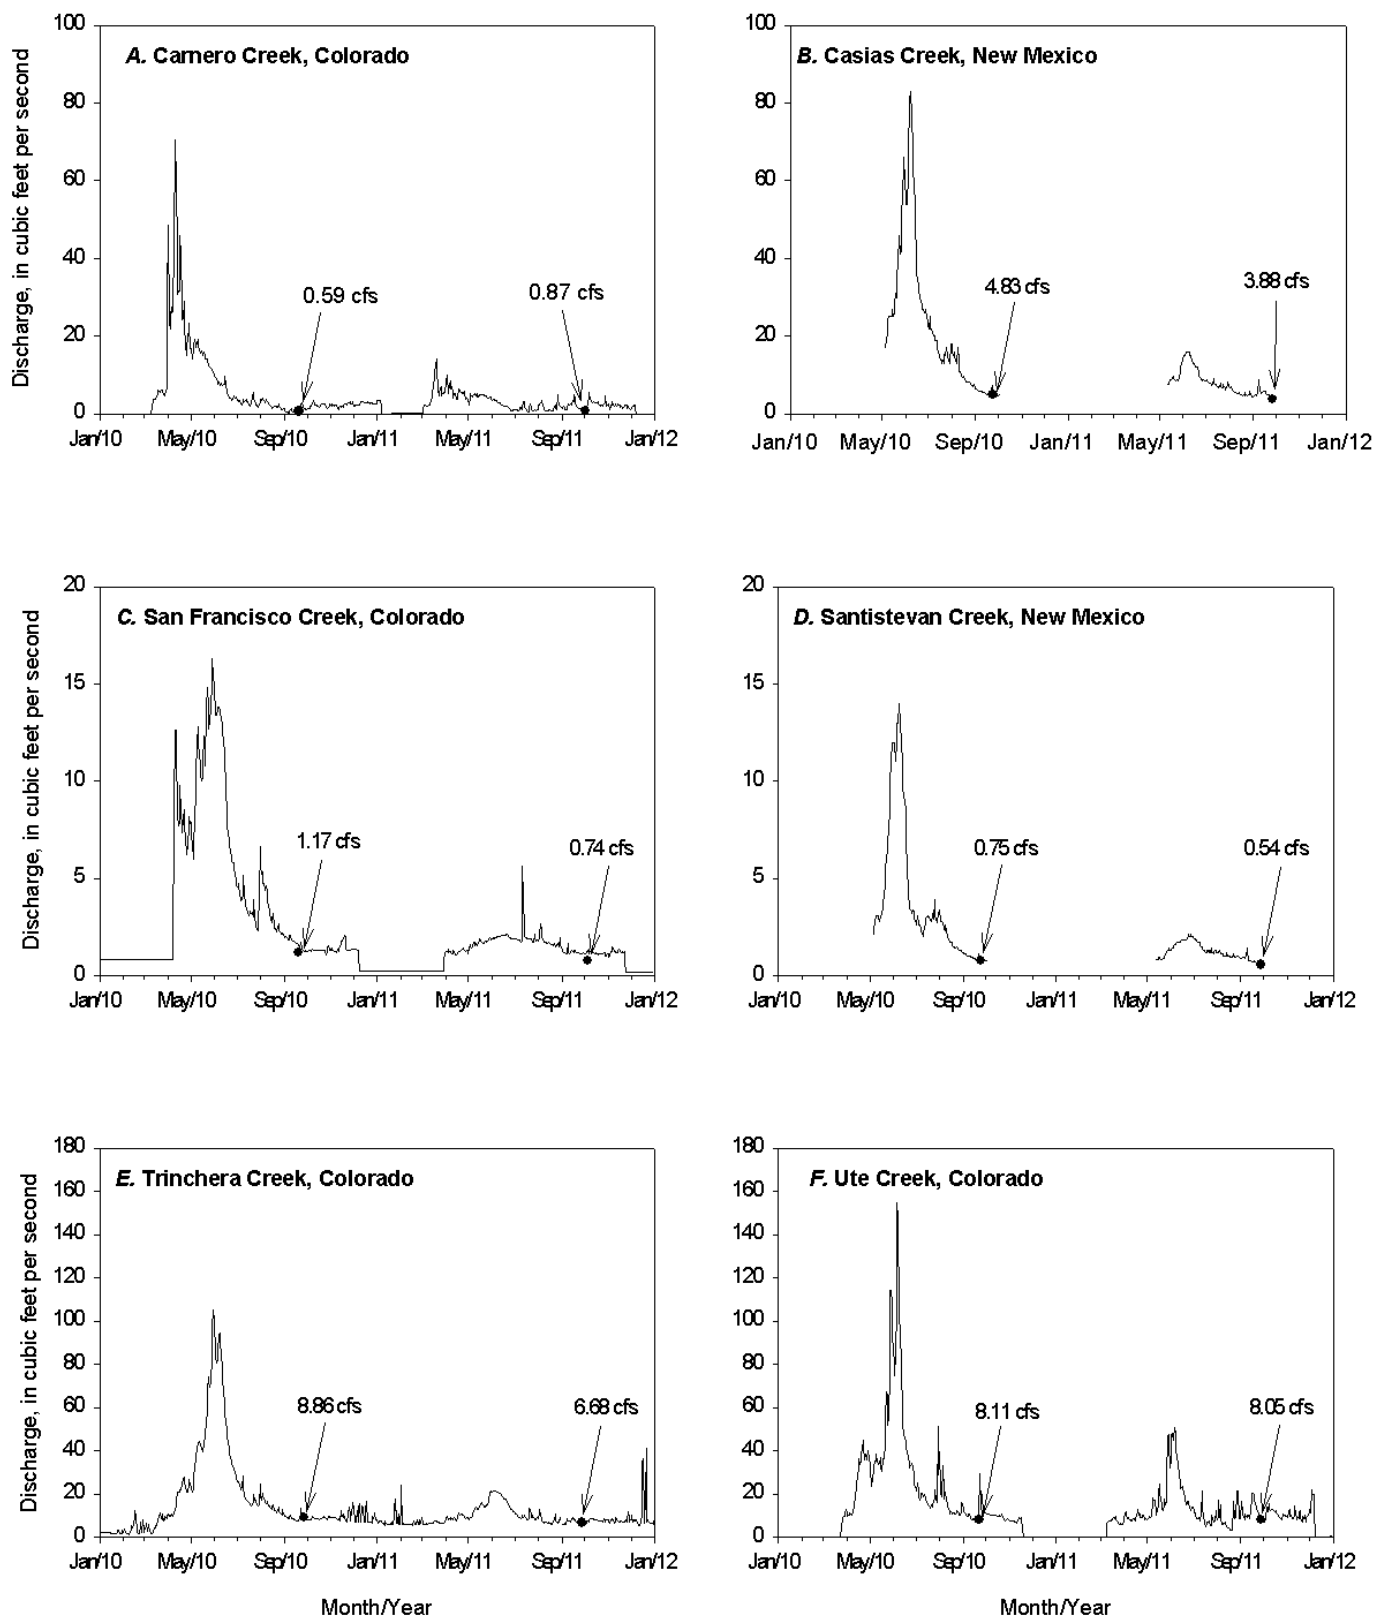 A. Carnero Creek, Colorado
Discharge, in cubic feet per second
100
80
60
40
20
0
0.59 cfs
0.87 cfs
Jan/10 May/10 Sep/10 Jan/11 May/11 Sep/11 Jan/12
B. Casias Creek, New Mexico
100
80
60
40
20
0
4.83 cfs
3.88 cfs
Jan/10 May/10 Sep/10 Jan/11 May/11 Sep/11 Jan/12
C. San Francisco Creek, Colorado
Discharge, in cubic feet per second
20
15
10
5
0
1.17 cfs
0.74 cfs
Jan/10 May/10 Sep/10 Jan/11 May/11 Sep/11 Jan/12
D. Santistevan Creek, New Mexico
20
15
10
5
0
0.75 cfs
0.54 cfs
Jan/10 May/10 Sep/10 Jan/11 May/11 Sep/11 Jan/12
E. Trinchera Creek, Colorado
Discharge, in cubic feet per second
180
160
140
120
100
80
60
40
20
0
8.86 cfs
6.68 cfs
Jan/10 May/10 Sep/10 Jan/11 May/11 Sep/11 Jan/12
Month/Year
F. Ute Creek, Colorado
180
160
140
120
100
80
60
40
20
0
8.11 cfs
8.05 cfs
Jan/10 May/10 Sep/10 Jan/11 May/11 Sep/11 Jan/12
Month/Year